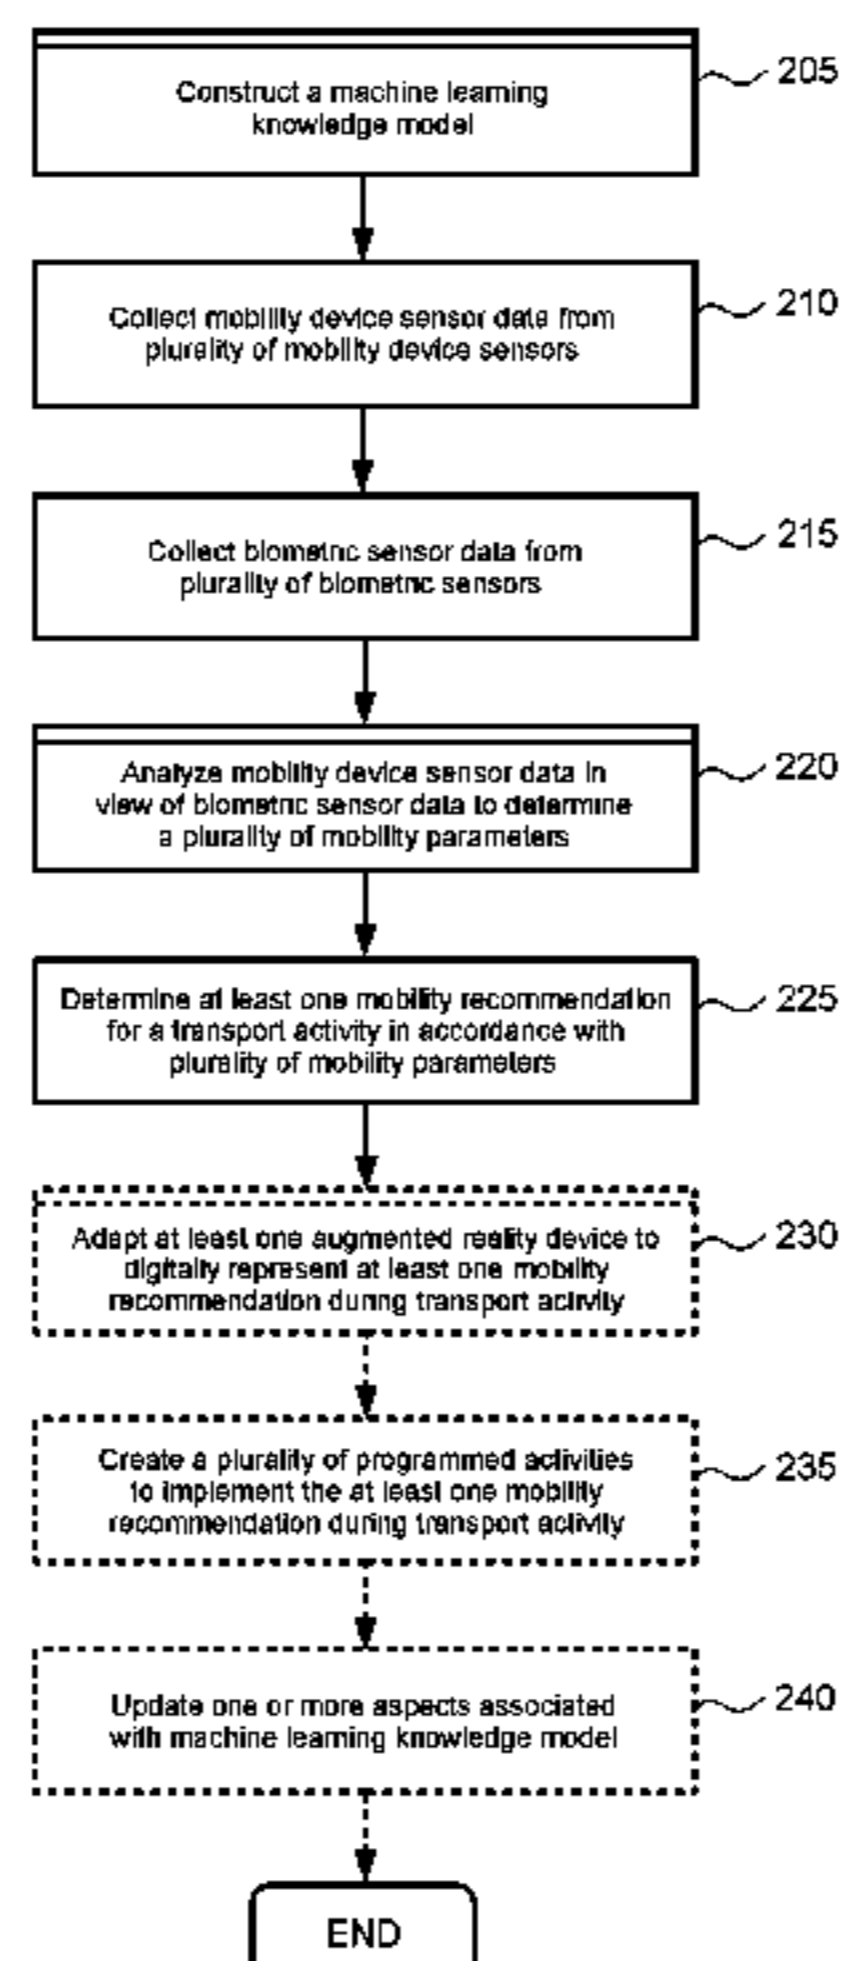 Construct a machine learning
knowledge model
205
Collect mobility device sensor data from
plurality of mobility device sensors
210
Collect biometric sensor data from
plurality of biometric sensors
215
Analyze mobility device sensor data in
view of biometric sensor data to determine
a plurality of mobility parameters
220
Determine at least one mobility recommendation
for a transport activity in accordance with
plurality of mobility parameters
225
Adapt at least one augmented reality device to
digitally represent at least one mobility
recommendation during transport activity
230
Create a plurality of programmed activities
to implement the at least one mobility
recommendation during transport activity
235
Update one or more aspects associated
with machine learning knowledge model
240
END